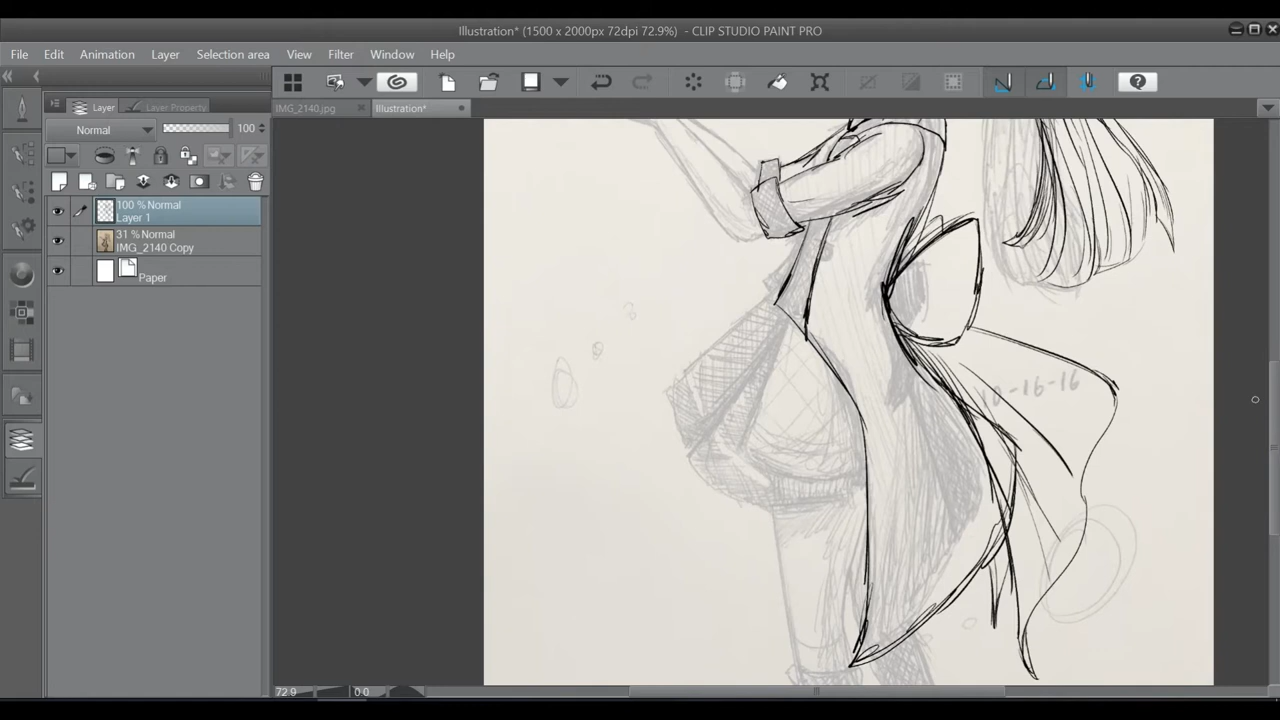 Illustration* (1500 x 2000px 72dpi 72.9%) - CLIP STUDIO PAINT PRO
File Edit Animation Layer Selection area View Filter Window Help
Layer Layer Property
IMG_2140.jpg Illustration*
Normal 100
100 % Normal
Layer 1
31 % Normal
IMG_2140 Copy
Paper
10-16-16
72.9 0.0